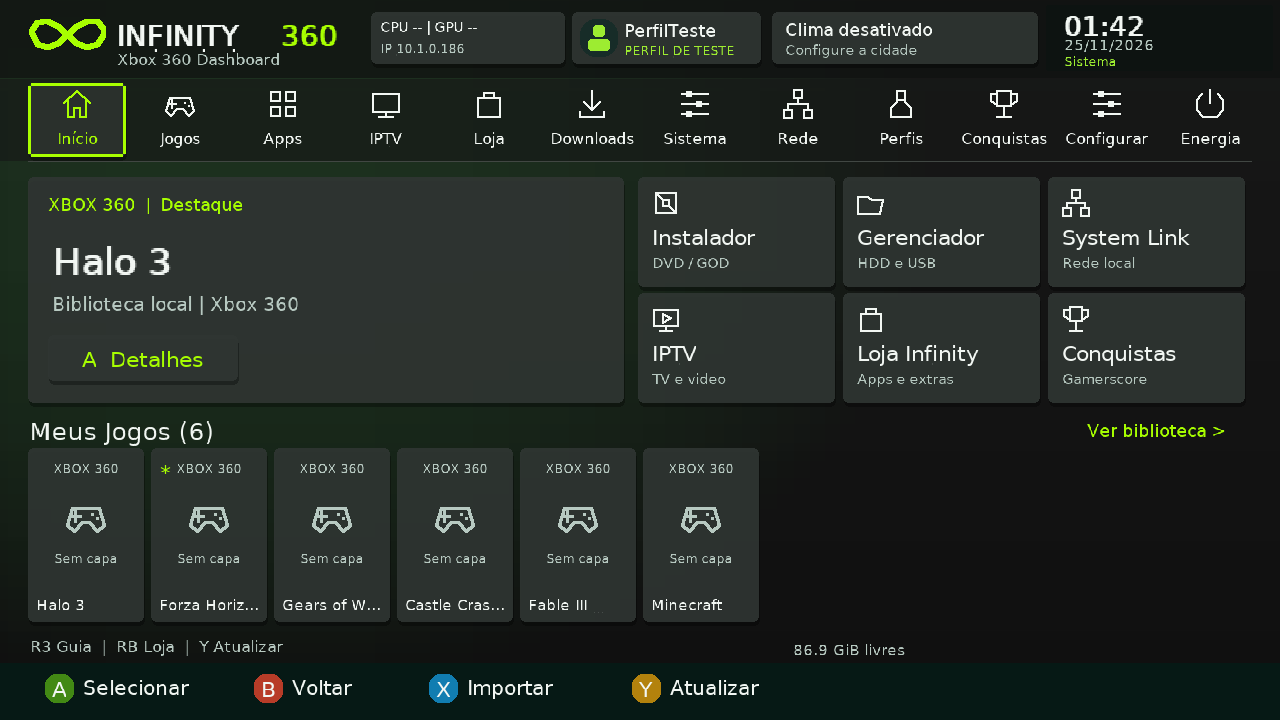 INFINITY 360
Xbox 360 Dashboard
CPU -- | GPU --
IP 10.1.0.186
PerfilTeste
PERFIL DE TESTE
Clima desativado
Configure a cidade
01:42
25/11/2026
Sistema
Início
Jogos
Apps
IPTV
Loja
Downloads
Sistema
Rede
Perfis
Conquistas
Configurar
Energia
XBOX 360 | Destaque
Halo 3
Biblioteca local | Xbox 360
A Detalhes
Instalador
DVD / GOD
Gerenciador
HDD e USB
System Link
Rede local
IPTV
TV e video
Loja Infinity
Apps e extras
Conquistas
Gamerscore
Meus Jogos (6)
Ver biblioteca >
XBOX 360
Sem capa
Halo 3
* XBOX 360
Sem capa
Forza Horiz...
XBOX 360
Sem capa
Gears of W...
XBOX 360
Sem capa
Castle Cras...
XBOX 360
Sem capa
Fable III
XBOX 360
Sem capa
Minecraft
R3 Guia | RB Loja | Y Atualizar
86.9 GiB livres
A Selecionar
B Voltar
X Importar
Y Atualizar